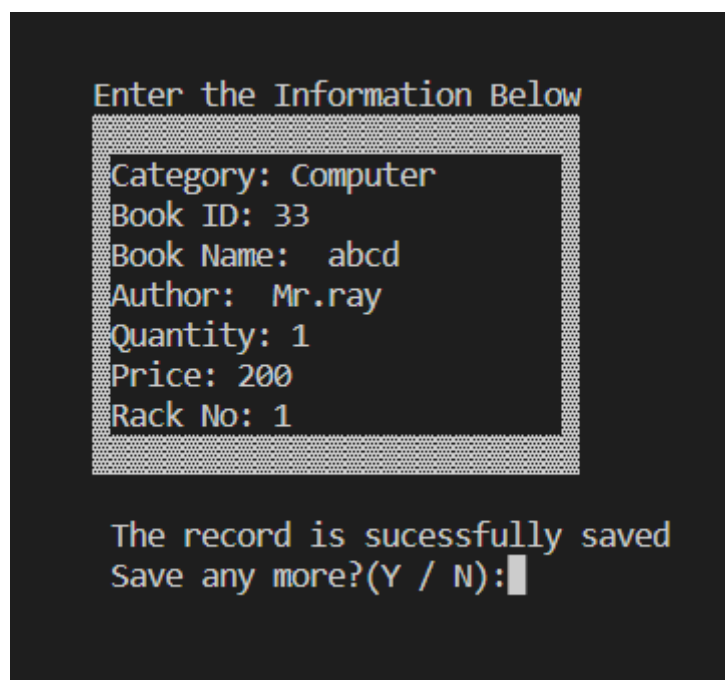 Enter the Information Below
Category: Computer
Book ID: 33
Book Name:  abcd
Author:  Mr.ray
Quantity: 1
Price: 200
Rack No: 1
The record is sucessfully saved
Save any more?(Y / N):